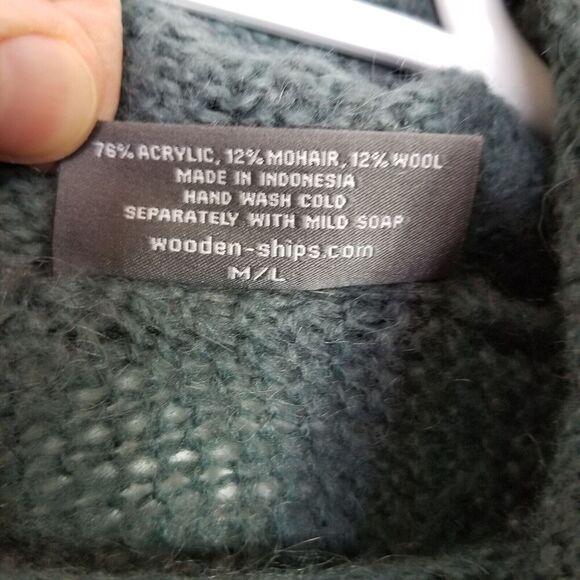 76% ACRYLIC, 12% MOHAIR, 12% WOOL
MADE IN INDONESIA
HAND WASH COLD
SEPARATELY WITH MILD SOAP
wooden-ships.com
M/L